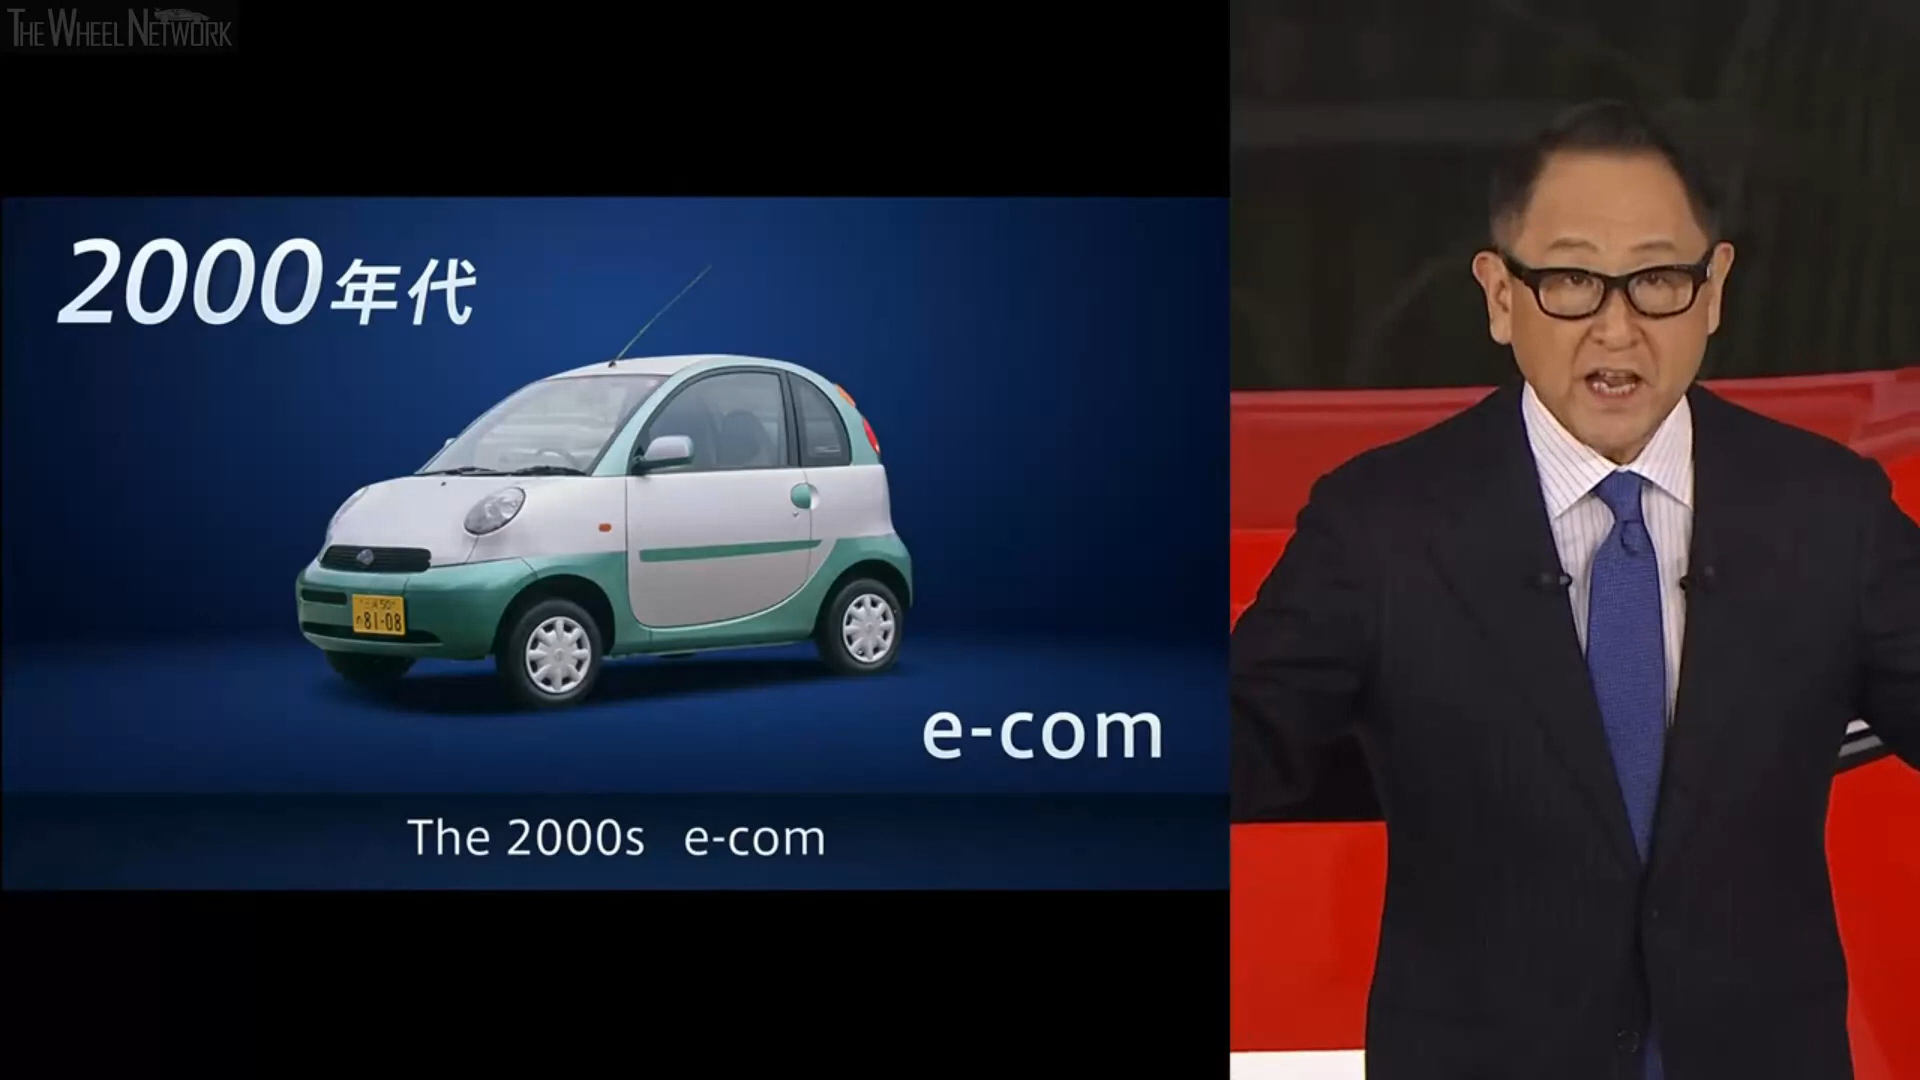 THE WHEEL NETWORK
2000年代
81-08
e-com
The 2000s e-com